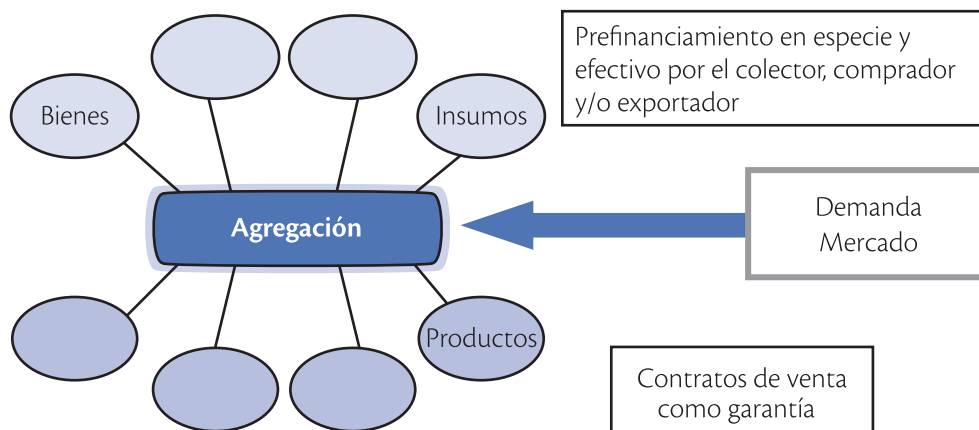 Prefinanciamiento en especie y
efectivo por el colector, comprador
y/o exportador
Bienes
Insumos
Agregación
Demanda
Mercado
Productos
Contratos de venta
como garantía